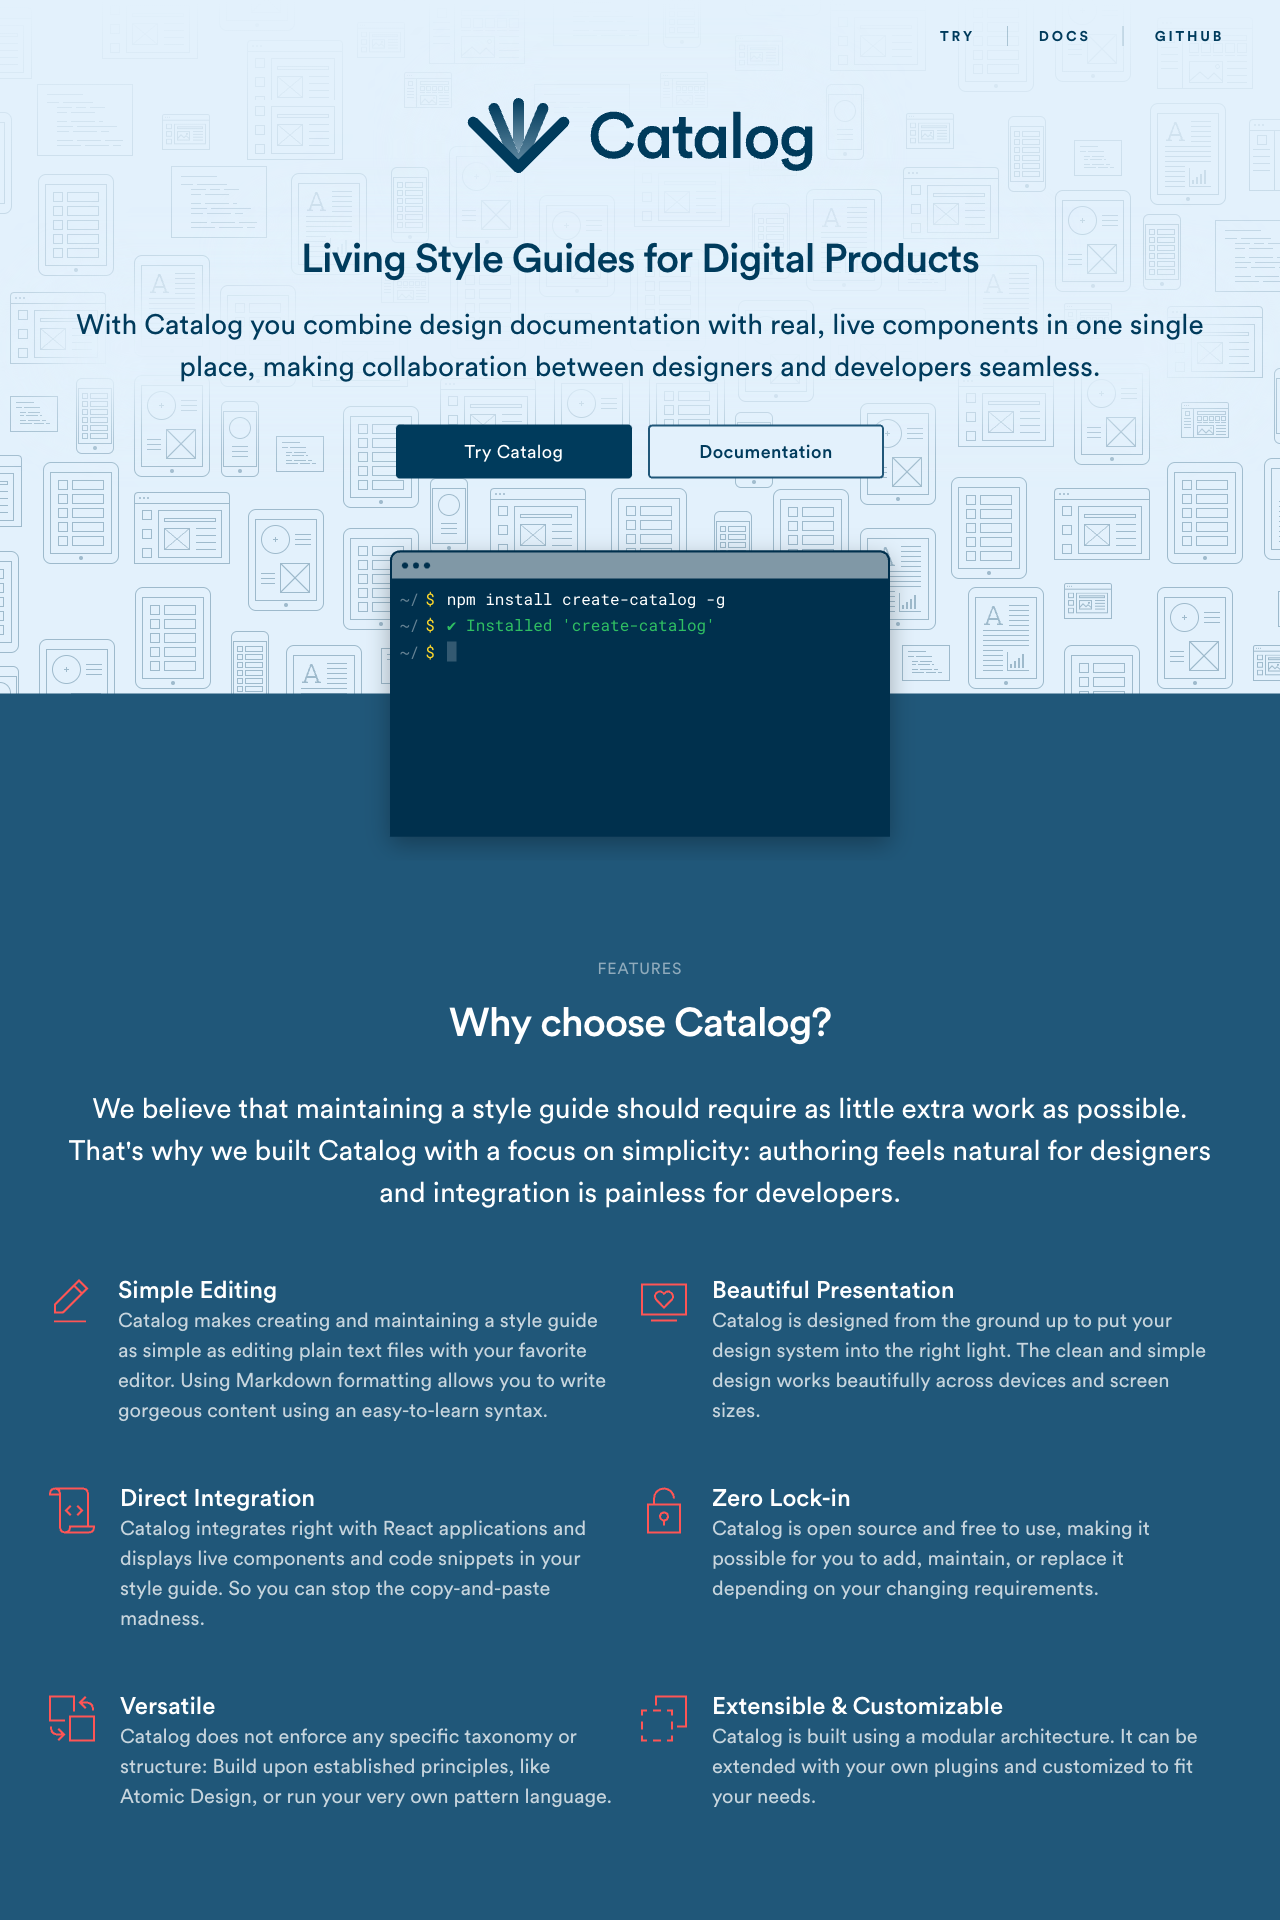 TRY
DOCS
GITHUB
Catalog
Living Style Guides for Digital Products
With Catalog you combine design documentation with real, live components in one single
place, making collaboration between designers and developers seamless.
Try Catalog
Documentation
~/ $ npm install create-catalog -g
~/ $ ✔ Installed 'create-catalog'
~/ $
FEATURES
Why choose Catalog?
We believe that maintaining a style guide should require as little extra work as possible.
That's why we built Catalog with a focus on simplicity: authoring feels natural for designers
and integration is painless for developers.
Simple Editing
Catalog makes creating and maintaining a style guide
as simple as editing plain text files with your favorite
editor. Using Markdown formatting allows you to write
gorgeous content using an easy-to-learn syntax.
Beautiful Presentation
Catalog is designed from the ground up to put your
design system into the right light. The clean and simple
design works beautifully across devices and screen
sizes.
Direct Integration
Catalog integrates right with React applications and
displays live components and code snippets in your
style guide. So you can stop the copy-and-paste
madness.
Zero Lock-in
Catalog is open source and free to use, making it
possible for you to add, maintain, or replace it
depending on your changing requirements.
Versatile
Catalog does not enforce any specific taxonomy or
structure: Build upon established principles, like
Atomic Design, or run your very own pattern language.
Extensible & Customizable
Catalog is built using a modular architecture. It can be
extended with your own plugins and customized to fit
your needs.